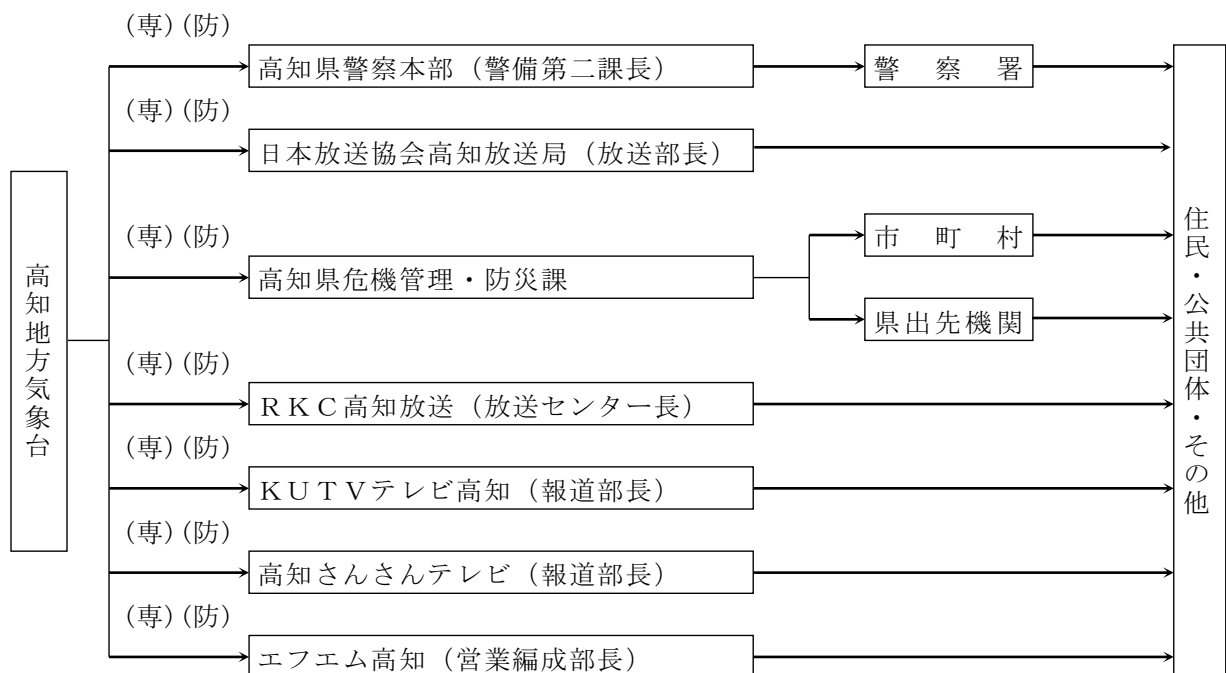 (専)(防)
高知県警察本部（警備第二課長）
警察署
(専)(防)
日本放送協会高知放送局（放送部長）
(専)(防)
高知県危機管理・防災課
市町村
県出先機関
高知地方気象台
住民・公共団体・その他
(専)(防)
ＲＫＣ高知放送（放送センター長）
(専)(防)
ＫＵＴＶテレビ高知（報道部長）
(専)(防)
高知さんさんテレビ（報道部長）
(専)(防)
エフエム高知（営業編成部長）